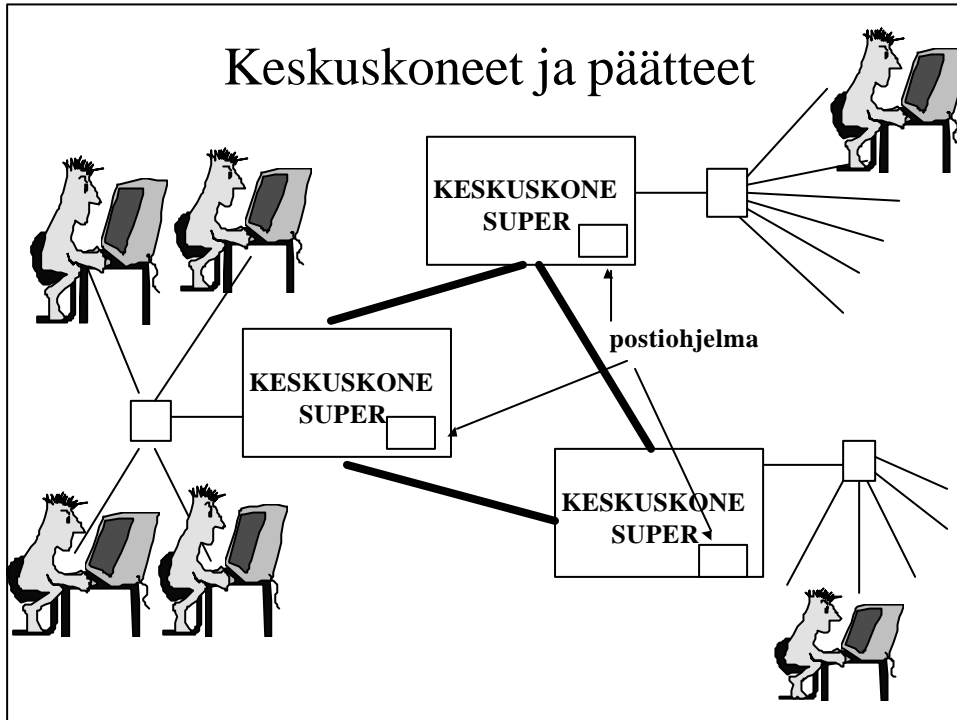 Keskuskoneet ja päätteet
KESKUSKONE
SUPER
postiohjelma
KESKUSKONE
SUPER
KESKUSKONE
SUPER